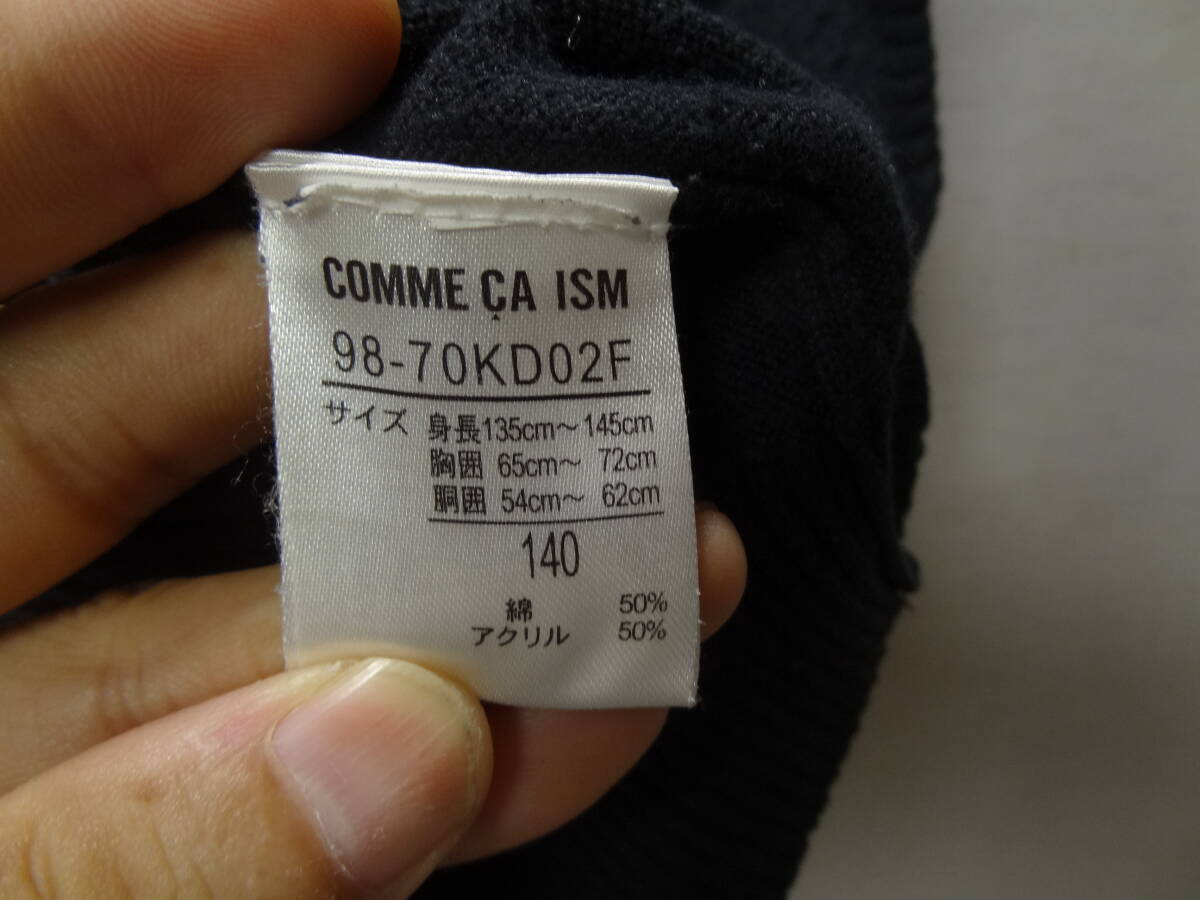 COMME ÇA ISM
98-70KD02F
サイズ 身長135cm～145cm
胸囲 65cm～ 72cm
胴囲 54cm～ 62cm
140
綿 50%
アクリル 50%